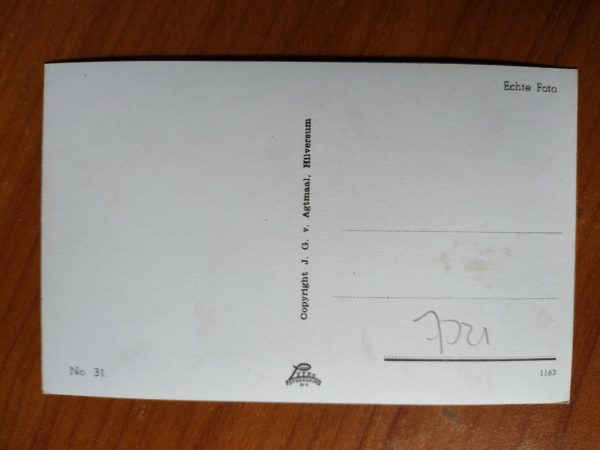 Echte Foto
Copyright J. G. v. Agtmaal, Hilversum
No 31.
1163